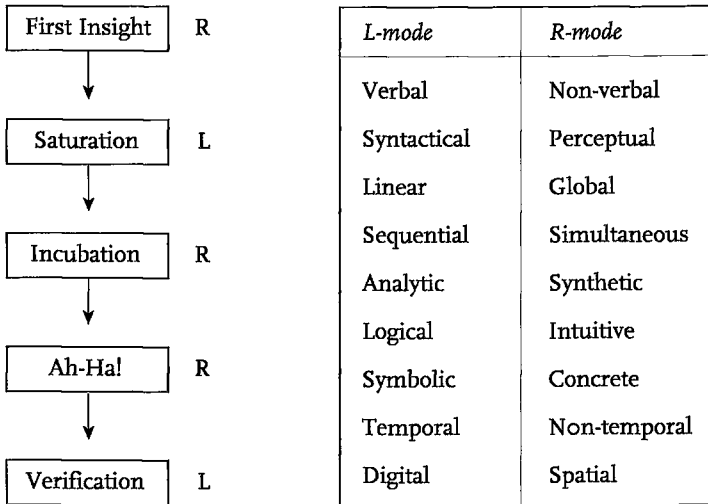 First Insight R
Saturation L
Incubation R
Ah-Ha! R
Verification L
L-mode R-mode
Verbal Non-verbal
Syntactical Perceptual
Linear Global
Sequential Simultaneous
Analytic Synthetic
Logical Intuitive
Symbolic Concrete
Temporal Non-temporal
Digital Spatial